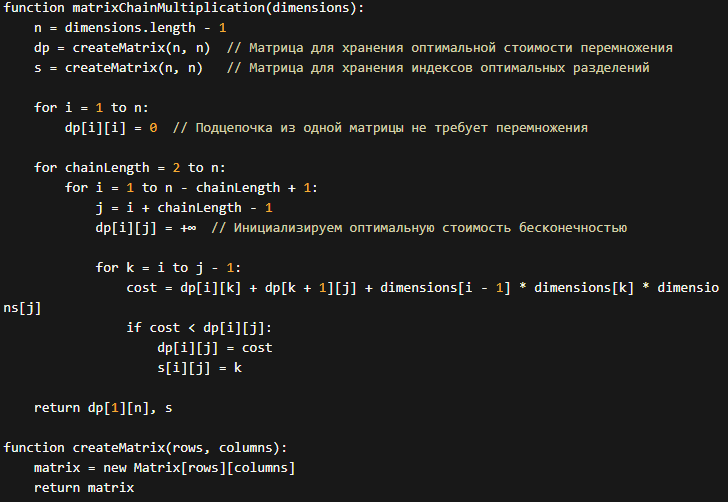 function matrixChainMultiplication(dimensions):
    n = dimensions.length - 1
    dp = createMatrix(n, n)  // Матрица для хранения оптимальной стоимости перемножения
    s = createMatrix(n, n)   // Матрица для хранения индексов оптимальных разделений

    for i = 1 to n:
        dp[i][i] = 0  // Подцепочка из одной матрицы не требует перемножения

    for chainLength = 2 to n:
        for i = 1 to n - chainLength + 1:
            j = i + chainLength - 1
            dp[i][j] = +∞  // Инициализируем оптимальную стоимость бесконечностью

            for k = i to j - 1:
                cost = dp[i][k] + dp[k + 1][j] + dimensions[i - 1] * dimensions[k] * dimensio
ns[j]
                if cost < dp[i][j]:
                    dp[i][j] = cost
                    s[i][j] = k

    return dp[1][n], s

function createMatrix(rows, columns):
    matrix = new Matrix[rows][columns]
    return matrix